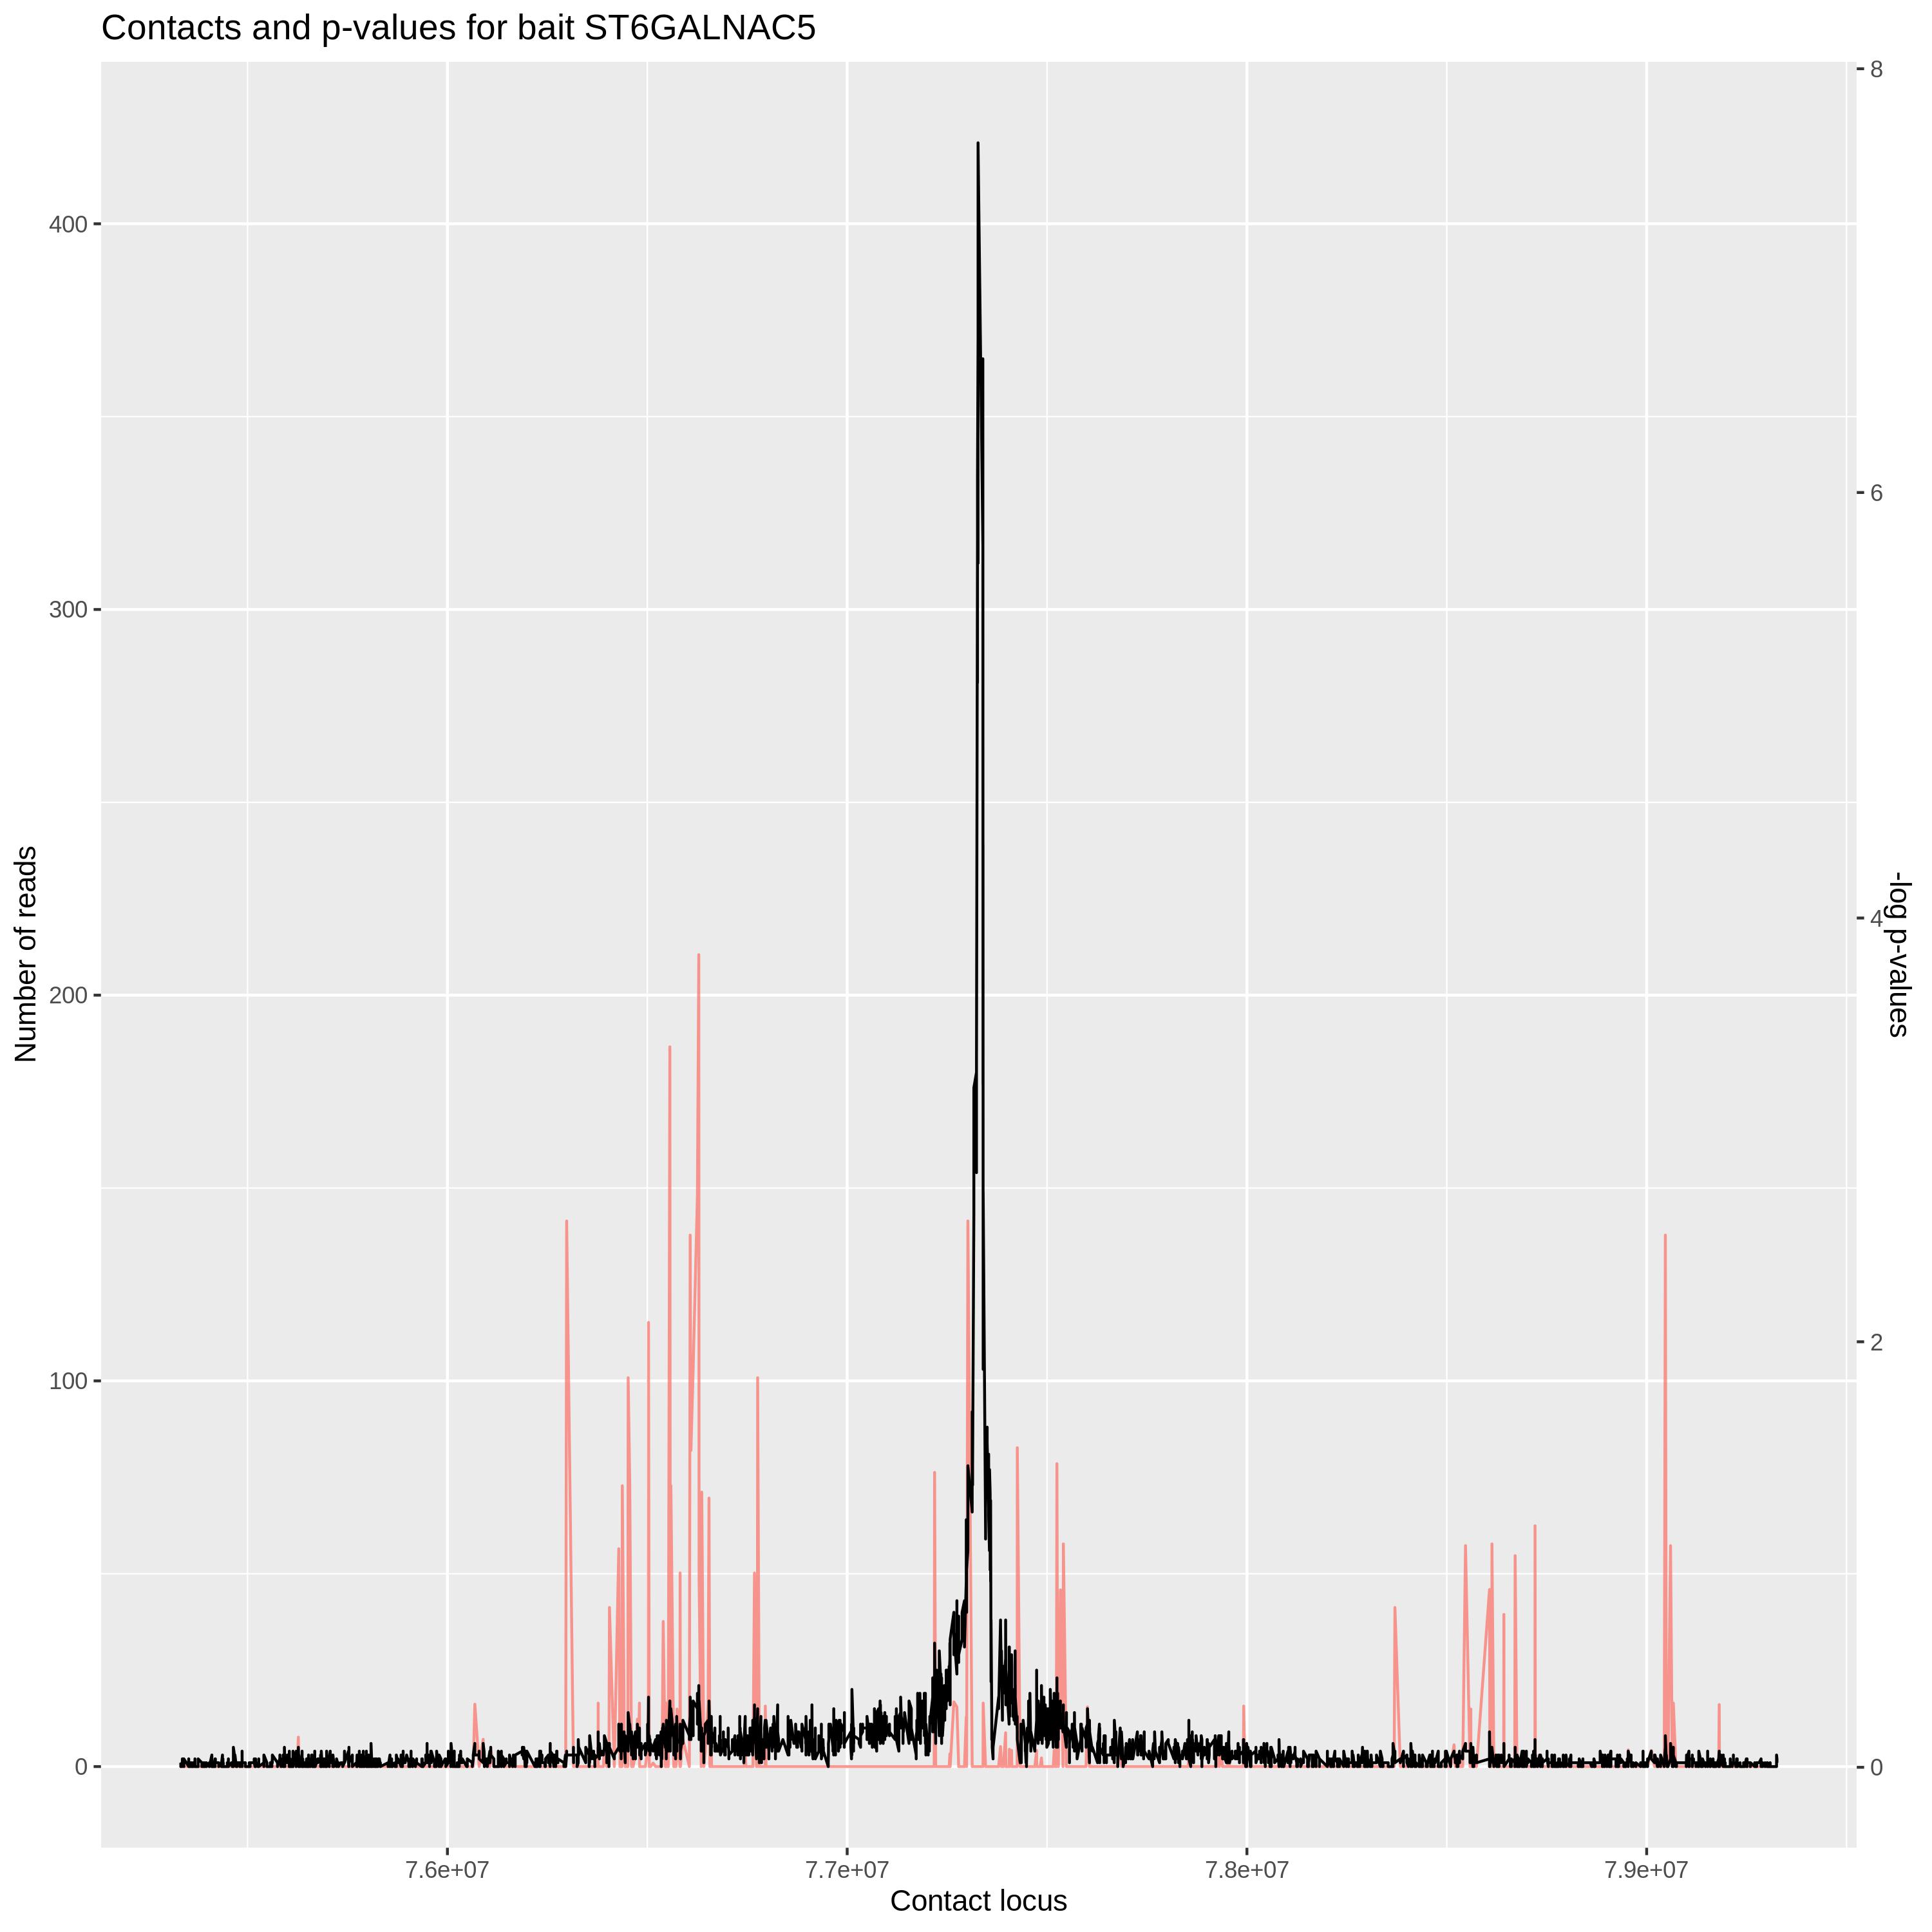 Contacts and p-values for bait ST6GALNAC5
Number of reads
400
300
200
100
0
8
6
4
2
0
-log p-values
7.6e+07 7.7e+07 7.8e+07 7.9e+07
Contact locus